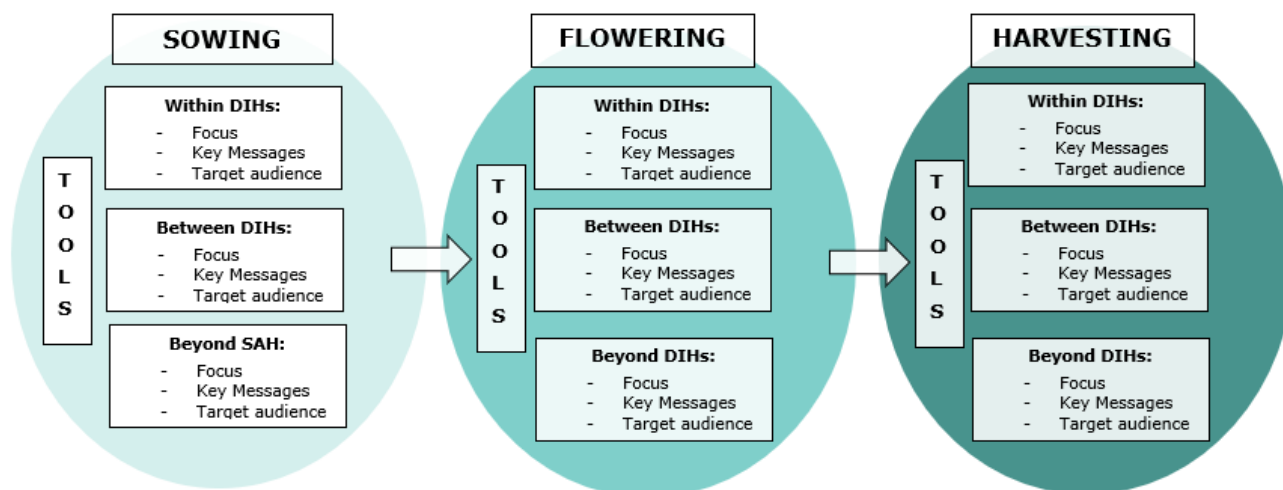 SOWING
Within DIHs:
- Focus
- Key Messages
- Target audience
TOOLS
Between DIHs:
- Focus
- Key Messages
- Target audience
Beyond SAH:
- Focus
- Key Messages
- Target audience
FLOWERING
Within DIHs:
- Focus
- Key Messages
- Target audience
TOOLS
Between DIHs:
- Focus
- Key Messages
- Target audience
Beyond DIHs:
- Focus
- Key Messages
- Target audience
HARVESTING
Within DIHs:
- Focus
- Key Messages
- Target audience
TOOLS
Between DIHs:
- Focus
- Key Messages
- Target audience
Beyond DIHs:
- Focus
- Key Messages
- Target audience